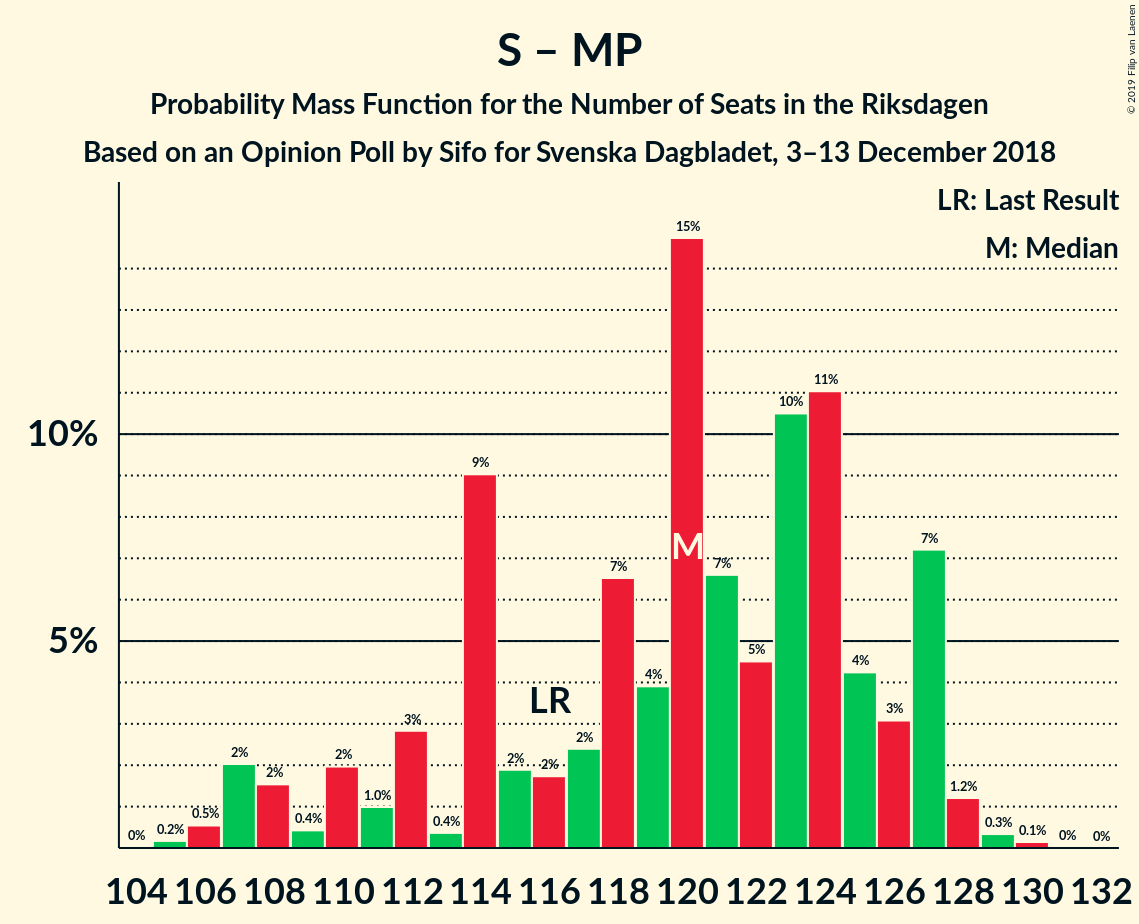 © 2019 Filip van Laenen
S – MP
Probability Mass Function for the Number of Seats in the Riksdagen
Based on an Opinion Poll by Sifo for Svenska Dagbladet, 3–13 December 2018
LR: Last Result
M: Median
10%
5%
0% 0.2% 0.5% 2% 2% 0.4% 2% 1.0% 3% 0.4% 9% 2% 2% 2% 7% 4% 15% 7% 5% 10% 11% 4% 3% 7% 1.2% 0.3% 0.1% 0% 0%
LR
M
104 106 108 110 112 114 116 118 120 122 124 126 128 130 132